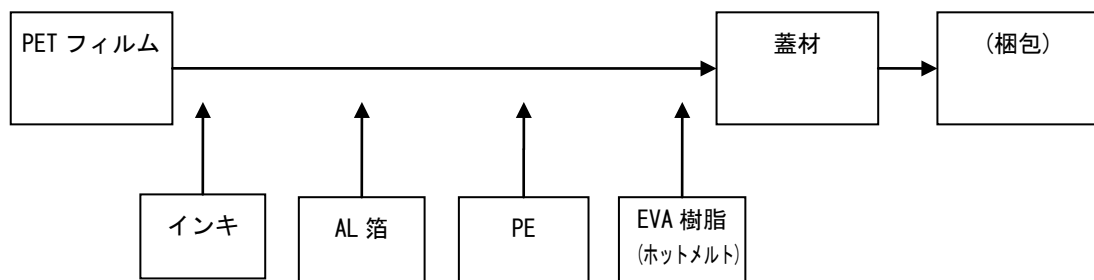 PET フィルム
蓋材
(梱包)
インキ
AL 箔
PE
EVA 樹脂
(ホットメルト)